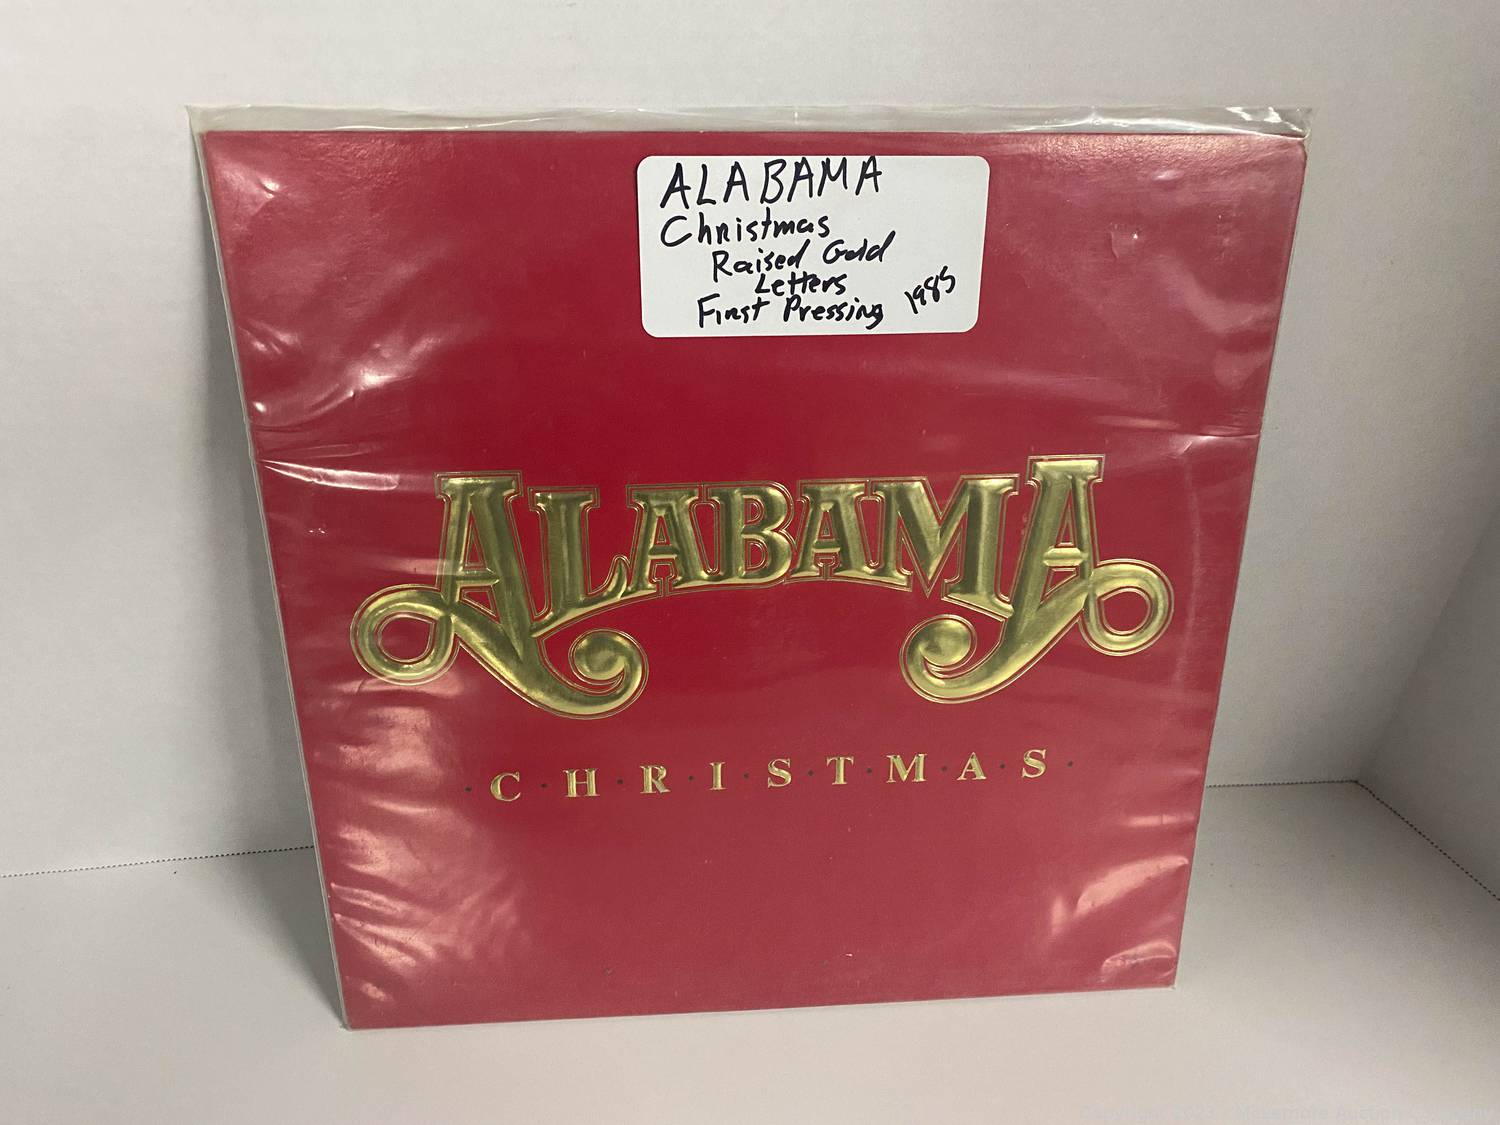 ALABAMA
Christmas
Raised Gold
Letters
First Pressing 1985
ALABAMA
·C·H·R·I·S·T·M·A·S·